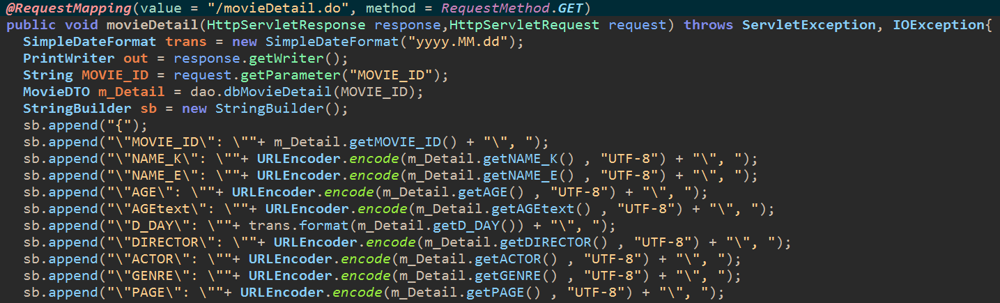 @RequestMapping(value = "/movieDetail.do", method = RequestMethod.GET)
public void movieDetail(HttpServletResponse response,HttpServletRequest request) throws ServletException, IOException{
SimpleDateFormat trans = new SimpleDateFormat("yyyy.MM.dd");
PrintWriter out = response.getWriter();
String MOVIE_ID = request.getParameter("MOVIE_ID");
MovieDTO m_Detail = dao.dbMovieDetail(MOVIE_ID);
StringBuilder sb = new StringBuilder();
sb.append("{");
sb.append("\"MOVIE_ID\": \""+ m_Detail.getMOVIE_ID() + "\", ");
sb.append("\"NAME_K\": \""+ URLEncoder.encode(m_Detail.getNAME_K() , "UTF-8") + "\", ");
sb.append("\"NAME_E\": \""+ URLEncoder.encode(m_Detail.getNAME_E() , "UTF-8") + "\", ");
sb.append("\"AGE\": \""+ URLEncoder.encode(m_Detail.getAGE() , "UTF-8") + "\", ");
sb.append("\"AGEtext\": \""+ URLEncoder.encode(m_Detail.getAGEtext() , "UTF-8") + "\", ");
sb.append("\"D_DAY\": \""+ trans.format(m_Detail.getD_DAY()) + "\", ");
sb.append("\"DIRECTOR\": \""+ URLEncoder.encode(m_Detail.getDIRECTOR() , "UTF-8") + "\", ");
sb.append("\"ACTOR\": \""+ URLEncoder.encode(m_Detail.getACTOR() , "UTF-8") + "\", ");
sb.append("\"GENRE\": \""+ URLEncoder.encode(m_Detail.getGENRE() , "UTF-8") + "\", ");
sb.append("\"PAGE\": \""+ URLEncoder.encode(m_Detail.getPAGE() , "UTF-8") + "\", ");